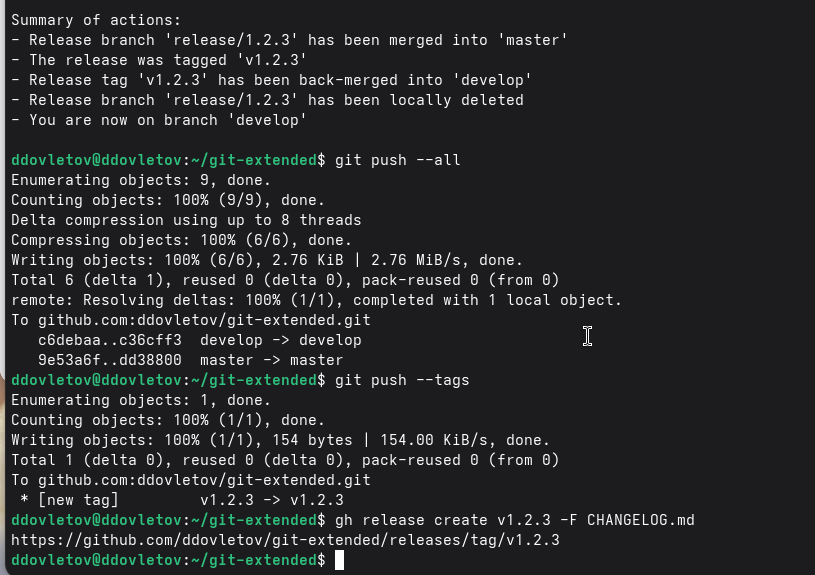 Summary of actions:
- Release branch 'release/1.2.3' has been merged into 'master'
- The release was tagged 'v1.2.3'
- Release tag 'v1.2.3' has been back-merged into 'develop'
- Release branch 'release/1.2.3' has been locally deleted
- You are now on branch 'develop'
ddovletov@ddovletov:~/git-extended$ git push --all
Enumerating objects: 9, done.
Counting objects: 100% (9/9), done.
Delta compression using up to 8 threads
Compressing objects: 100% (6/6), done.
Writing objects: 100% (6/6), 2.76 KiB | 2.76 MiB/s, done.
Total 6 (delta 1), reused 0 (delta 0), pack-reused 0 (from 0)
remote: Resolving deltas: 100% (1/1), completed with 1 local object.
To github.com:ddovletov/git-extended.git
   c6debaa..c36cff3  develop -> develop
   9e53a6f..dd38800  master -> master
ddovletov@ddovletov:~/git-extended$ git push --tags
Enumerating objects: 1, done.
Counting objects: 100% (1/1), done.
Writing objects: 100% (1/1), 154 bytes | 154.00 KiB/s, done.
Total 1 (delta 0), reused 0 (delta 0), pack-reused 0 (from 0)
To github.com:ddovletov/git-extended.git
 * [new tag]         v1.2.3 -> v1.2.3
ddovletov@ddovletov:~/git-extended$ gh release create v1.2.3 -F CHANGELOG.md
https://github.com/ddovletov/git-extended/releases/tag/v1.2.3
ddovletov@ddovletov:~/git-extended$